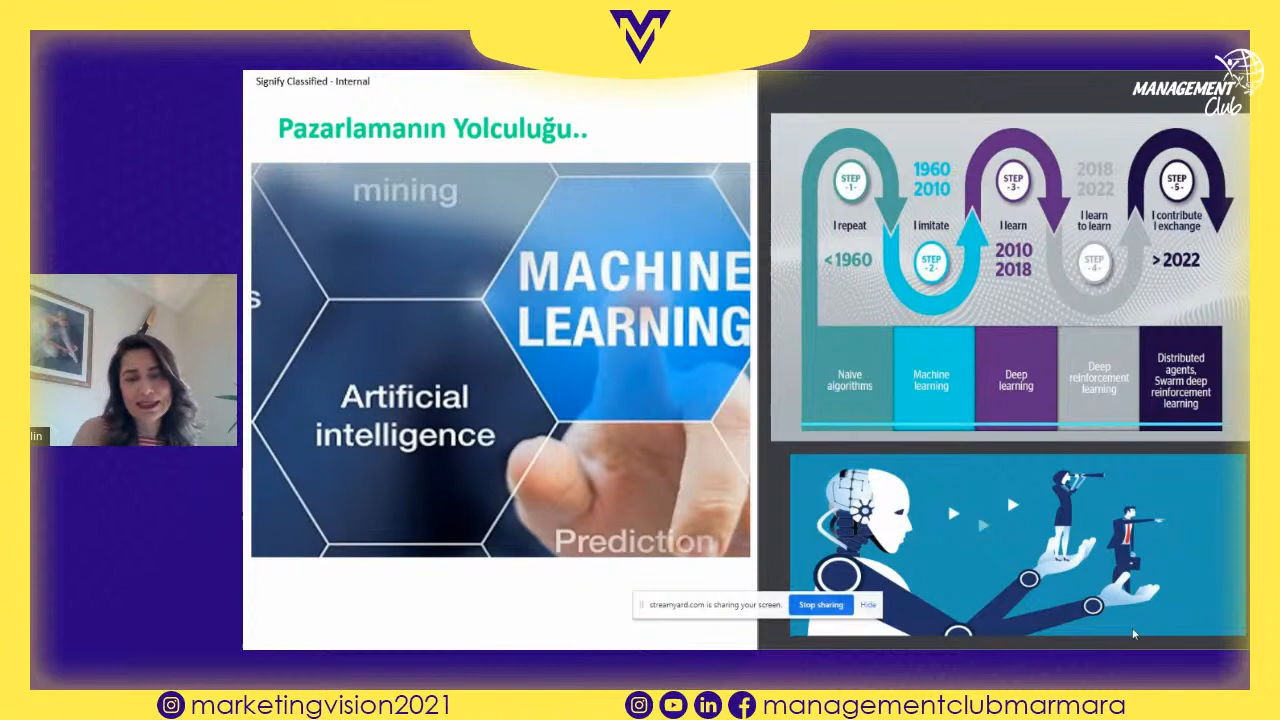 MANAGEMENT
Club
Signify Classified - Internal
Pazarlamanın Yolculuğu..
mining
MACHINE
LEARNING
s
Artificial
intelligence
Prediction
STEP
-1-
I repeat
<1960
1960
2010
I imitate
STEP
-2-
STEP
-3-
I learn
2010
2018
2018
2022
I learn
to learn
STEP
-4-
STEP
-5-
I contribute
I exchange
> 2022
Naive
algorithms
Machine
learning
Deep
learning
Deep
reinforcement
learning
Distributed
agents,
Swarm deep
reinforcement
learning
lin
streamyard.com is sharing your screen. Stop sharing Hide
marketingvision2021
managementclubmarmara